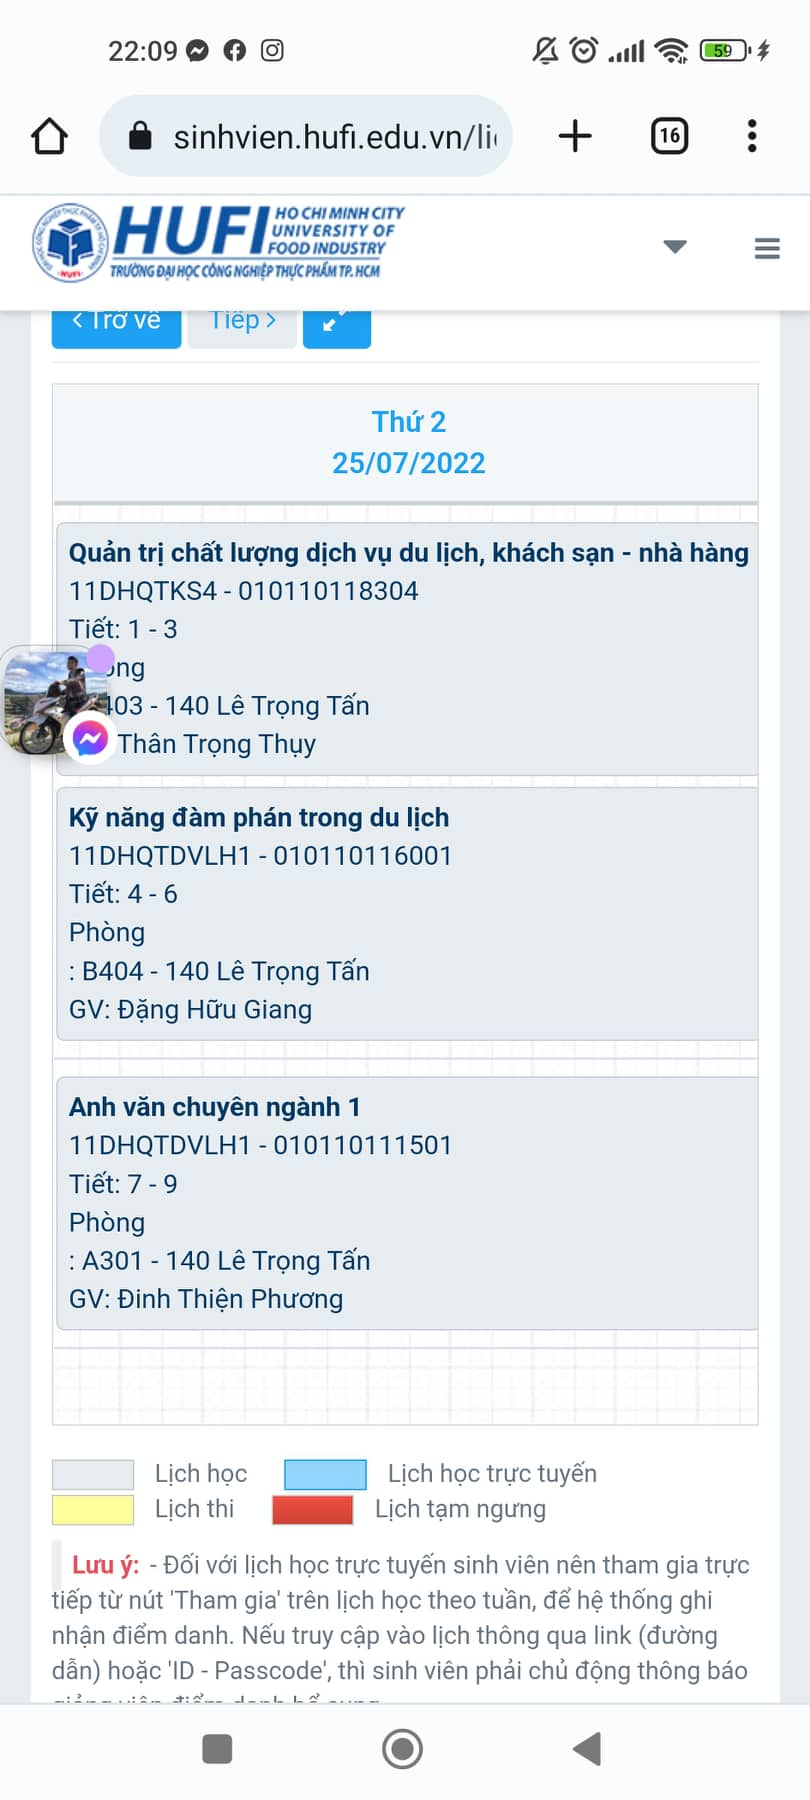 22:09
59
sinhvien.hufi.edu.vn/li
16
HUFI
HO CHI MINH CITY
UNIVERSITY OF
FOOD INDUSTRY
TRƯỜNG ĐẠI HỌC CÔNG NGHIỆP THỰC PHẨM TP. HCM
Trở về
Tiếp
Thứ 2
25/07/2022
Quản trị chất lượng dịch vụ du lịch, khách sạn - nhà hàng
11DHQTKS4 - 010110118304
Tiết: 1 - 3
ng
403 - 140 Lê Trọng Tấn
Thân Trọng Thụy
Kỹ năng đàm phán trong du lịch
11DHQTDVLH1 - 010110116001
Tiết: 4 - 6
Phòng
: B404 - 140 Lê Trọng Tấn
GV: Đặng Hữu Giang
Anh văn chuyên ngành 1
11DHQTDVLH1 - 010110111501
Tiết: 7 - 9
Phòng
: A301 - 140 Lê Trọng Tấn
GV: Đinh Thiện Phương
Lịch học
Lịch học trực tuyến
Lịch thi
Lịch tạm ngưng
Lưu ý: - Đối với lịch học trực tuyến sinh viên nên tham gia trực
tiếp từ nút 'Tham gia' trên lịch học theo tuần, để hệ thống ghi
nhận điểm danh. Nếu truy cập vào lịch thông qua link (đường
dẫn) hoặc 'ID - Passcode', thì sinh viên phải chủ động thông báo
giảng viên điểm danh bổ sung